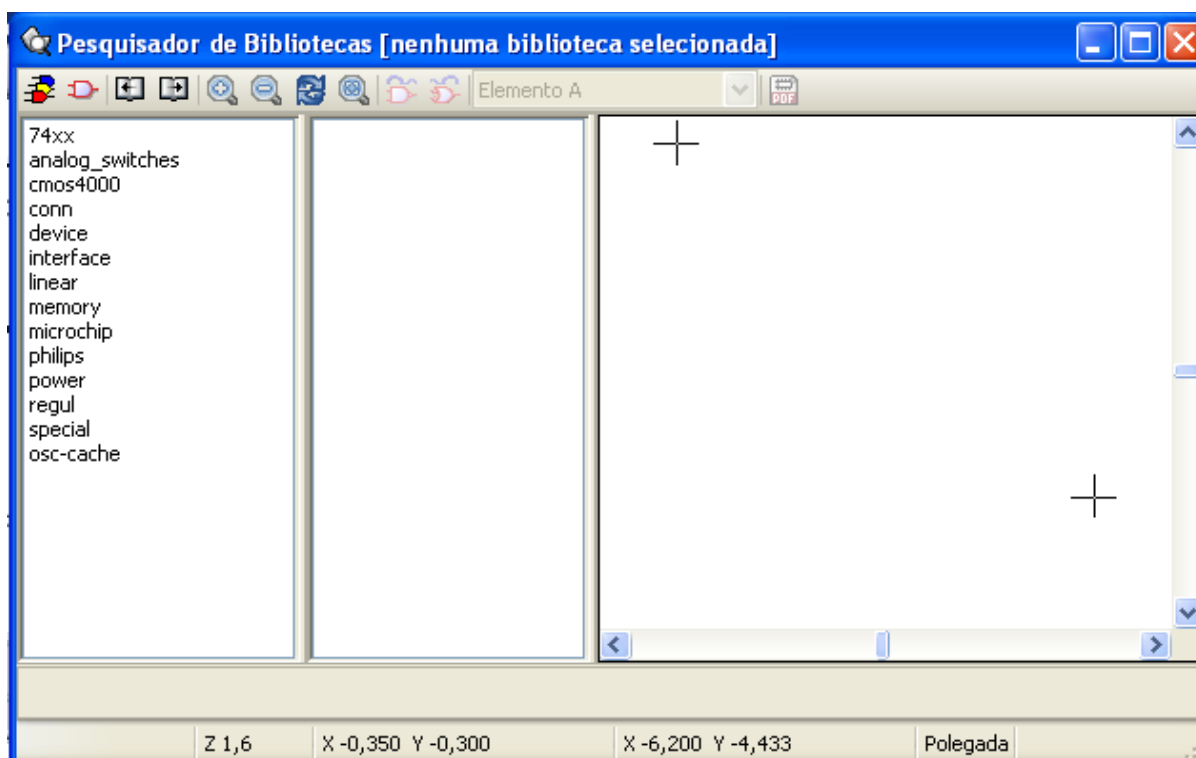 Pesquisador de Bibliotecas [nenhuma biblioteca selecionada]
Elemento A
PDF
74xx
analog_switches
cmos4000
conn
device
interface
linear
memory
microchip
philips
power
regul
special
osc-cache
Z 1,6 X -0,350 Y -0,300 X -6,200 Y -4,433 Polegada